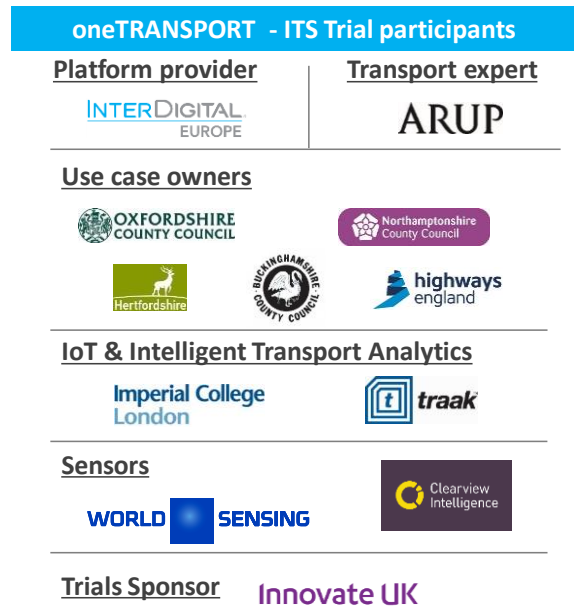 oneTRANSPORT - ITS Trial participants
Platform provider
Transport expert
INTERDIGITAL
EUROPE
ARUP
Use case owners
OXFORDSHIRE
COUNTY COUNCIL
Northamptonshire
County Council
Hertfordshire
BUCKINGHAMSHIRE
COUNTY COUNCIL
highways
england
IoT & Intelligent Transport Analytics
Imperial College
London
t traak
Sensors
WORLD SENSING
Clearview
Intelligence
Trials Sponsor
Innovate UK